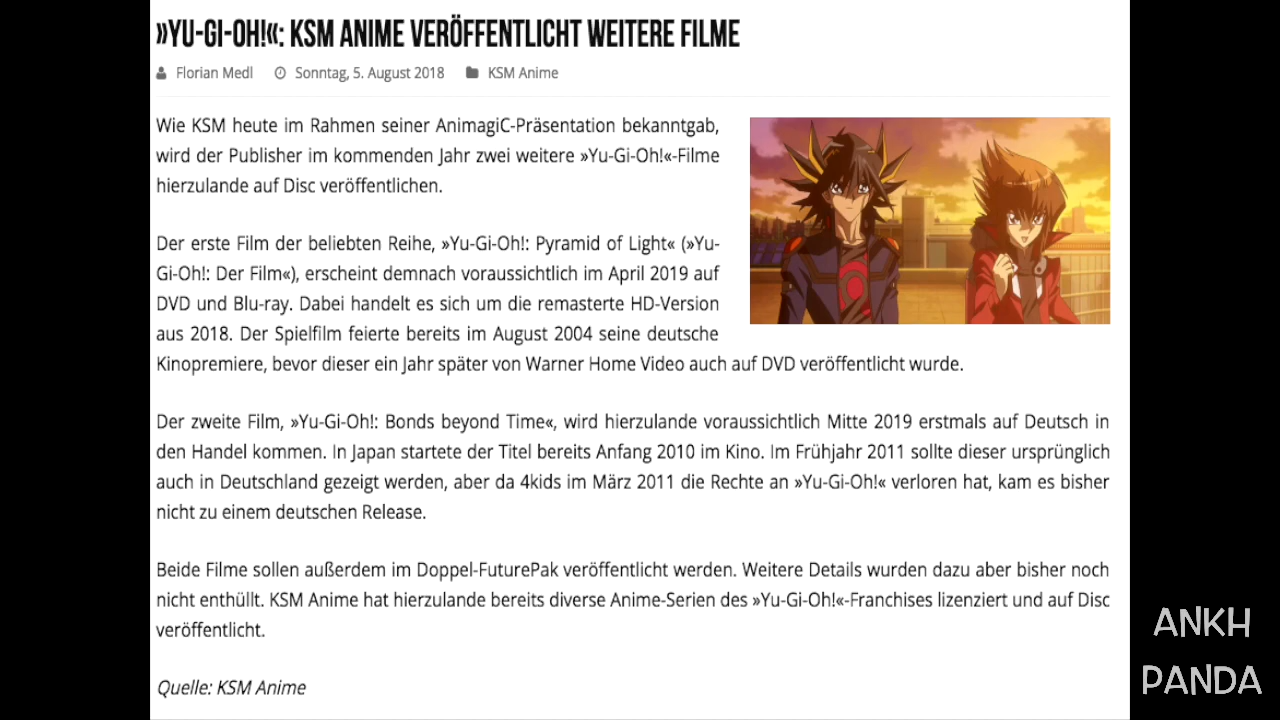 »YU-GI-OH!«: KSM ANIME VERÖFFENTLICHT WEITERE FILME
Florian Medl Sonntag, 5. August 2018 KSM Anime
Wie KSM heute im Rahmen seiner AnimagiC-Präsentation bekanntgab,
wird der Publisher im kommenden Jahr zwei weitere »Yu-Gi-Oh!«-Filme
hierzulande auf Disc veröffentlichen.
Der erste Film der beliebten Reihe, »Yu-Gi-Oh!: Pyramid of Light« (»Yu-
Gi-Oh!: Der Film«), erscheint demnach voraussichtlich im April 2019 auf
DVD und Blu-ray. Dabei handelt es sich um die remasterte HD-Version
aus 2018. Der Spielfilm feierte bereits im August 2004 seine deutsche
Kinopremiere, bevor dieser ein Jahr später von Warner Home Video auch auf DVD veröffentlicht wurde.
Der zweite Film, »Yu-Gi-Oh!: Bonds beyond Time«, wird hierzulande voraussichtlich Mitte 2019 erstmals auf Deutsch in
den Handel kommen. In Japan startete der Titel bereits Anfang 2010 im Kino. Im Frühjahr 2011 sollte dieser ursprünglich
auch in Deutschland gezeigt werden, aber da 4kids im März 2011 die Rechte an »Yu-Gi-Oh!« verloren hat, kam es bisher
nicht zu einem deutschen Release.
Beide Filme sollen außerdem im Doppel-FuturePak veröffentlicht werden. Weitere Details wurden dazu aber bisher noch
nicht enthüllt. KSM Anime hat hierzulande bereits diverse Anime-Serien des »Yu-Gi-Oh!«-Franchises lizenziert und auf Disc
veröffentlicht.
Quelle: KSM Anime
ANKH
PANDA